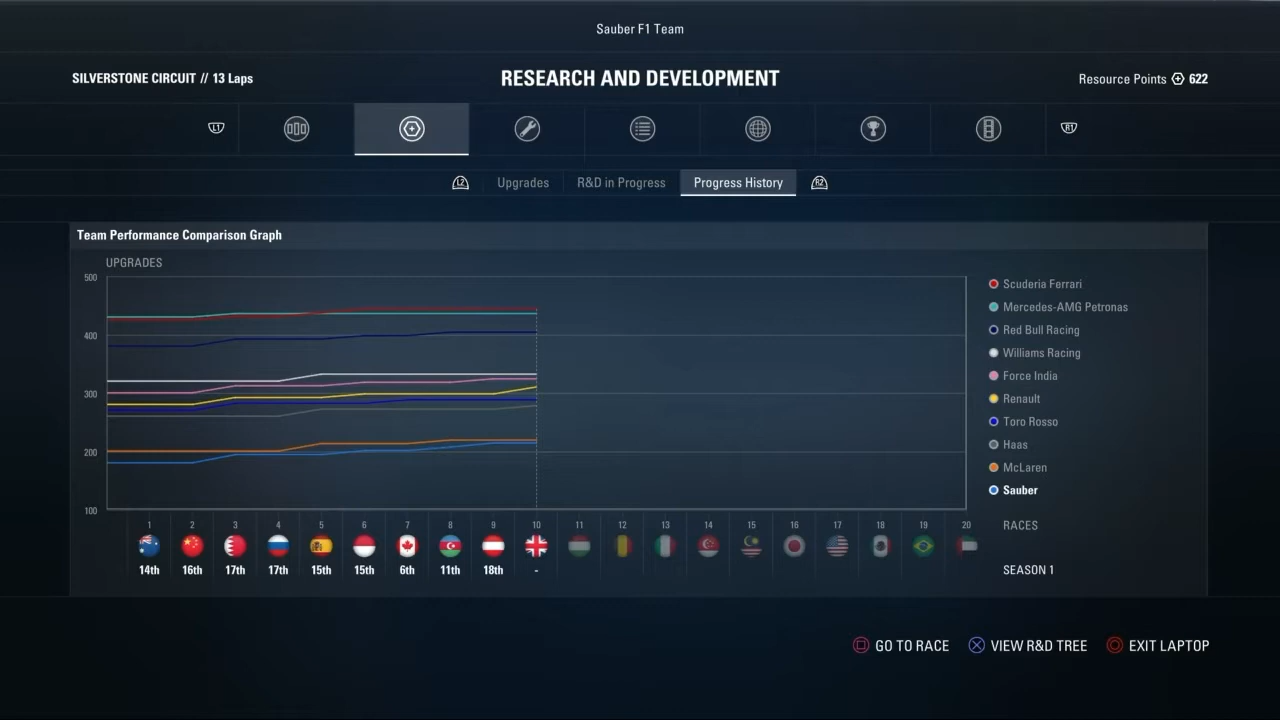 Sauber F1 Team
SILVERSTONE CIRCUIT // 13 Laps
RESEARCH AND DEVELOPMENT
Resource Points 622
L1
R1
L2
Upgrades
R&D in Progress
Progress History
R2
Team Performance Comparison Graph
UPGRADES
500
400
300
200
100
Scuderia Ferrari
Mercedes-AMG Petronas
Red Bull Racing
Williams Racing
Force India
Renault
Toro Rosso
Haas
McLaren
Sauber
1 2 3 4 5 6 7 8 9 10 11 12 13 14 15 16 17 18 19 20
RACES
14th 16th 17th 17th 15th 15th 6th 11th 18th -
SEASON 1
GO TO RACE
VIEW R&D TREE
EXIT LAPTOP